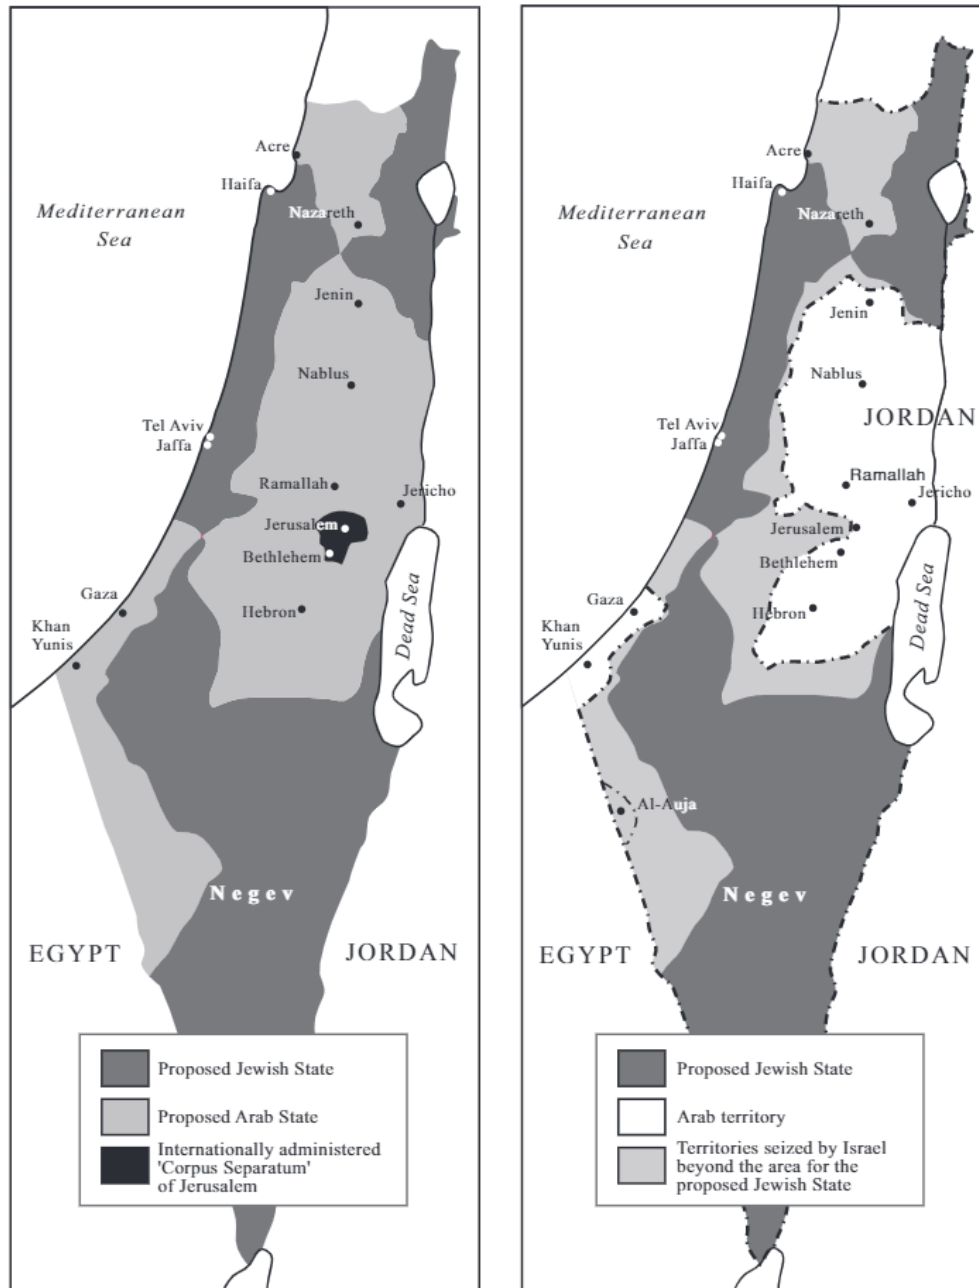 Acre
Haifa
Mediterranean
Sea
Nazareth
Jenin
Nablus
Tel Aviv
Jaffa
Ramallah
Jericho
Jerusalem
Bethlehem
Gaza
Hebron
Dead Sea
Khan
Yunis
Negev
EGYPT
JORDAN
Proposed Jewish State
Proposed Arab State
Internationally administered
'Corpus Separatum'
of Jerusalem
Acre
Haifa
Mediterranean
Sea
Nazareth
Jenin
Nablus
JORDAN
Tel Aviv
Jaffa
Ramallah
Jericho
Jerusalem
Bethlehem
Gaza
Hebron
Dead Sea
Khan
Yunis
Al-Auja
Negev
EGYPT
JORDAN
Proposed Jewish State
Arab territory
Territories seized by Israel
beyond the area for the
proposed Jewish State